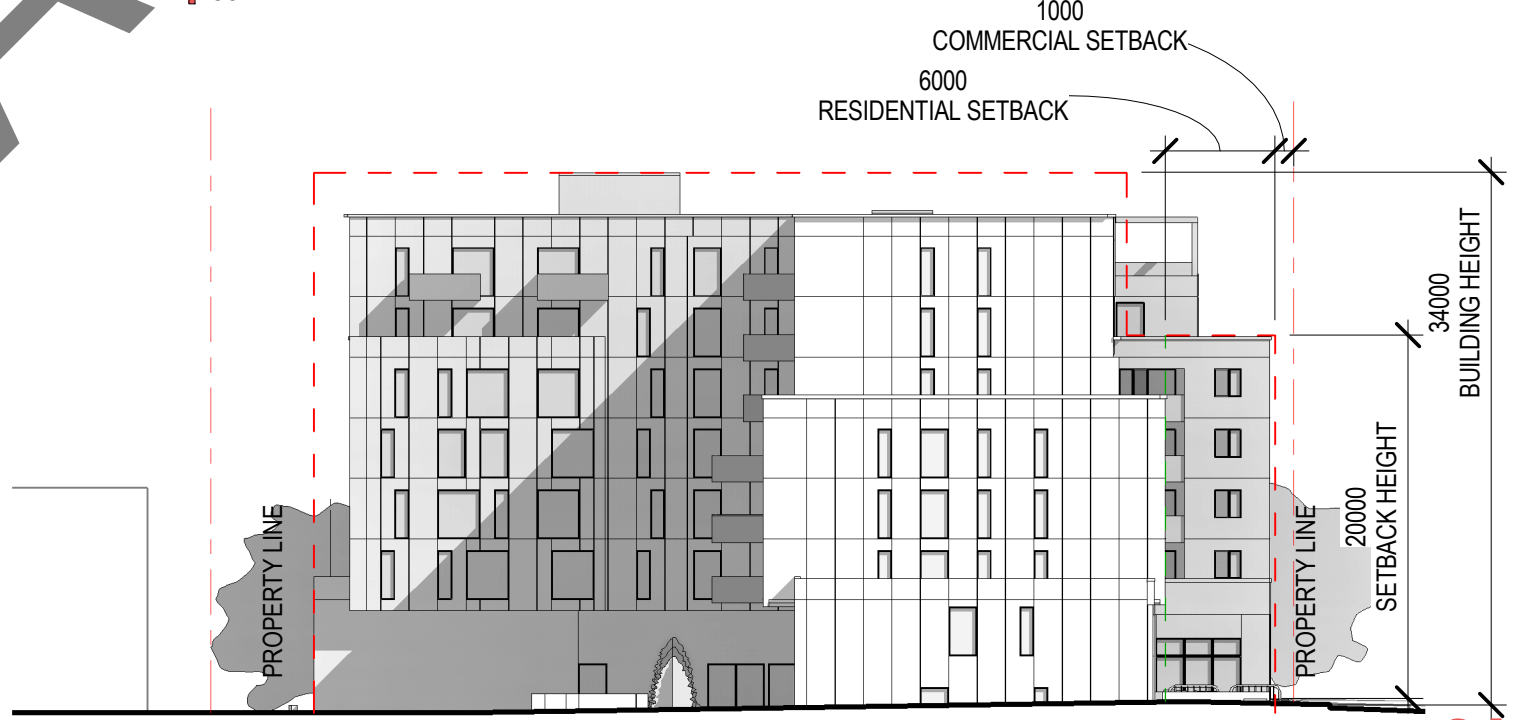 1000
COMMERCIAL SETBACK
6000
RESIDENTIAL SETBACK
34000
BUILDING HEIGHT
20000
SETBACK HEIGHT
PROPERTY LINE
PROPERTY LINE